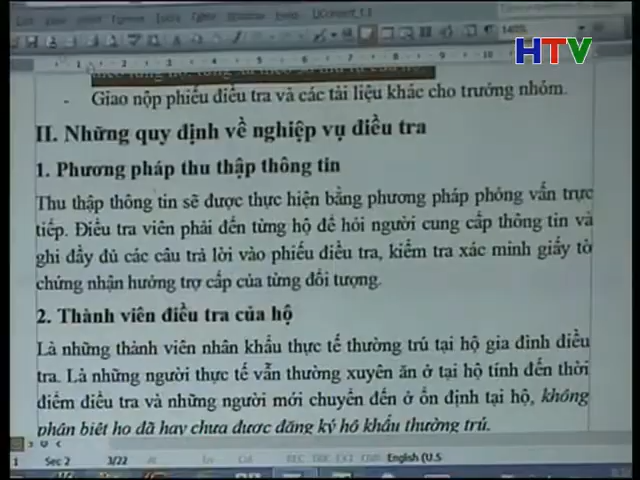 HTV
- Giao nộp phiếu điều tra và các tài liệu khác cho trưởng nhóm.
II. Những quy định về nghiệp vụ điều tra
1. Phương pháp thu thập thông tin
Thu thập thông tin sẽ được thực hiện bằng phương pháp phỏng vấn trực
tiếp. Điều tra viên phải đến từng hộ để hỏi người cung cấp thông tin và
ghi đầy đủ các câu trả lời vào phiếu điều tra, kiểm tra xác minh giấy tờ
chứng nhận hưởng trợ cấp của từng đối tượng.
2. Thành viên điều tra của hộ
Là những thành viên nhân khẩu thực tế thường trú tại hộ gia đình điều
tra. Là những người thực tế vẫn thường xuyên ăn ở tại hộ tính đến thời
điểm điều tra và những người mới chuyển đến ở ổn định tại hộ, không
phân biệt họ đã hay chưa được đăng ký hộ khẩu thường trú.
1 Sec 2 3/22 English (U.S